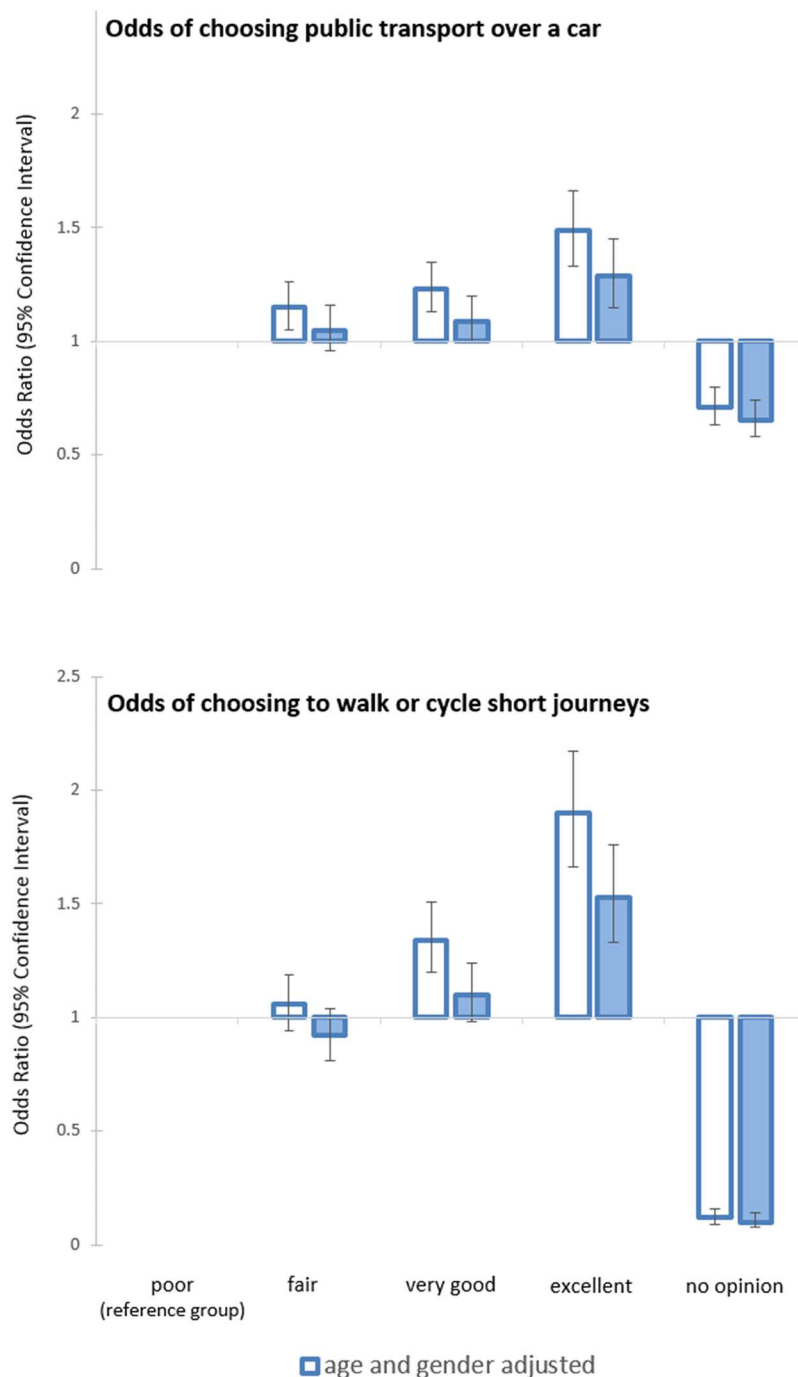 Odds of choosing public transport over a car
Odds Ratio (95% Confidence Interval)
2
1.5
1
0.5
0
Odds of choosing to walk or cycle short journeys
Odds Ratio (95% Confidence Interval)
2.5
2
1.5
1
0.5
0
poor
(reference group)
fair
very good
excellent
no opinion
age and gender adjusted